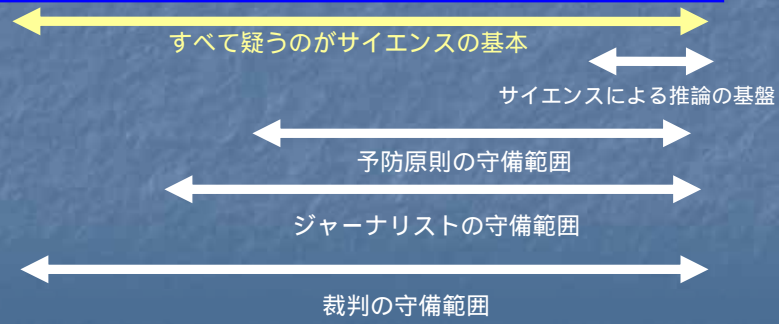 すべて疑うのがサイエンスの基本
サイエンスによる推論の基盤
予防原則の守備範囲
ジャーナリストの守備範囲
裁判の守備範囲